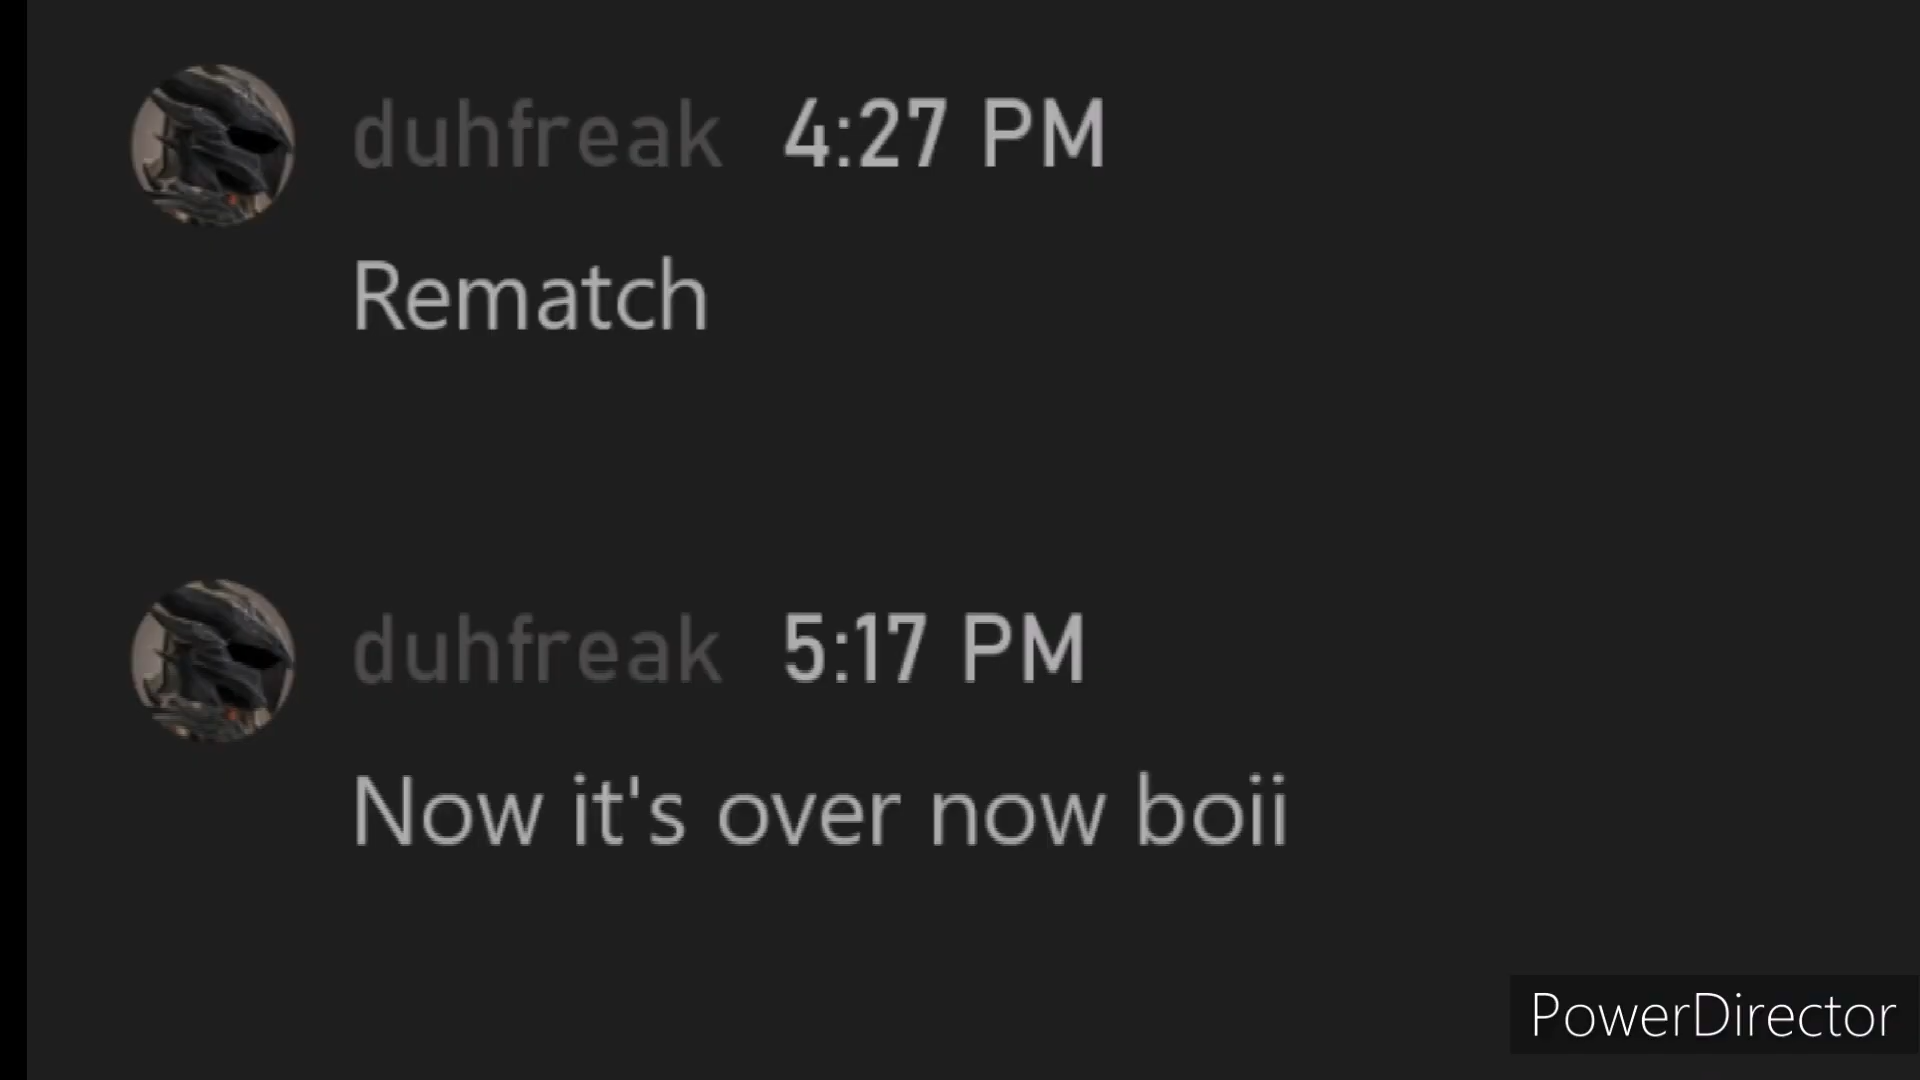 duhfreak 4:27 PM
Rematch
duhfreak 5:17 PM
Now it's over now boii
PowerDirector